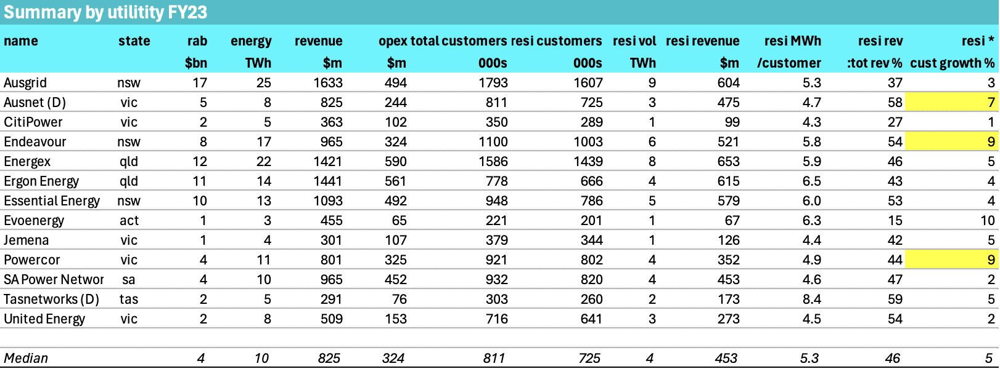 Summary by utilitity FY23
name state rab energy revenue opex total customers resi customers resi vol resi revenue resi MWh resi rev resi *
$bn TWh $m $m 000s 000s TWh $m /customer :tot rev % cust growth %
Ausgrid nsw 17 25 1633 494 1793 1607 9 604 5.3 37 3
Ausnet (D) vic 5 8 825 244 811 725 3 475 4.7 58 7
CitiPower vic 2 5 363 102 350 289 1 99 4.3 27 1
Endeavour nsw 8 17 965 324 1100 1003 6 521 5.8 54 9
Energex qld 12 22 1421 590 1586 1439 8 653 5.9 46 5
Ergon Energy qld 11 14 1441 561 778 666 4 615 6.5 43 4
Essential Energy nsw 10 13 1093 492 948 786 5 579 6.0 53 4
Evoenergy act 1 3 455 65 221 201 1 67 6.3 15 10
Jemena vic 1 4 301 107 379 344 1 126 4.4 42 5
Powercor vic 4 11 801 325 921 802 4 352 4.9 44 9
SA Power Networ sa 4 10 965 452 932 820 4 453 4.6 47 2
Tasnetworks (D) tas 2 5 291 76 303 260 2 173 8.4 59 5
United Energy vic 2 8 509 153 716 641 3 273 4.5 54 2
Median 4 10 825 324 811 725 4 453 5.3 46 5